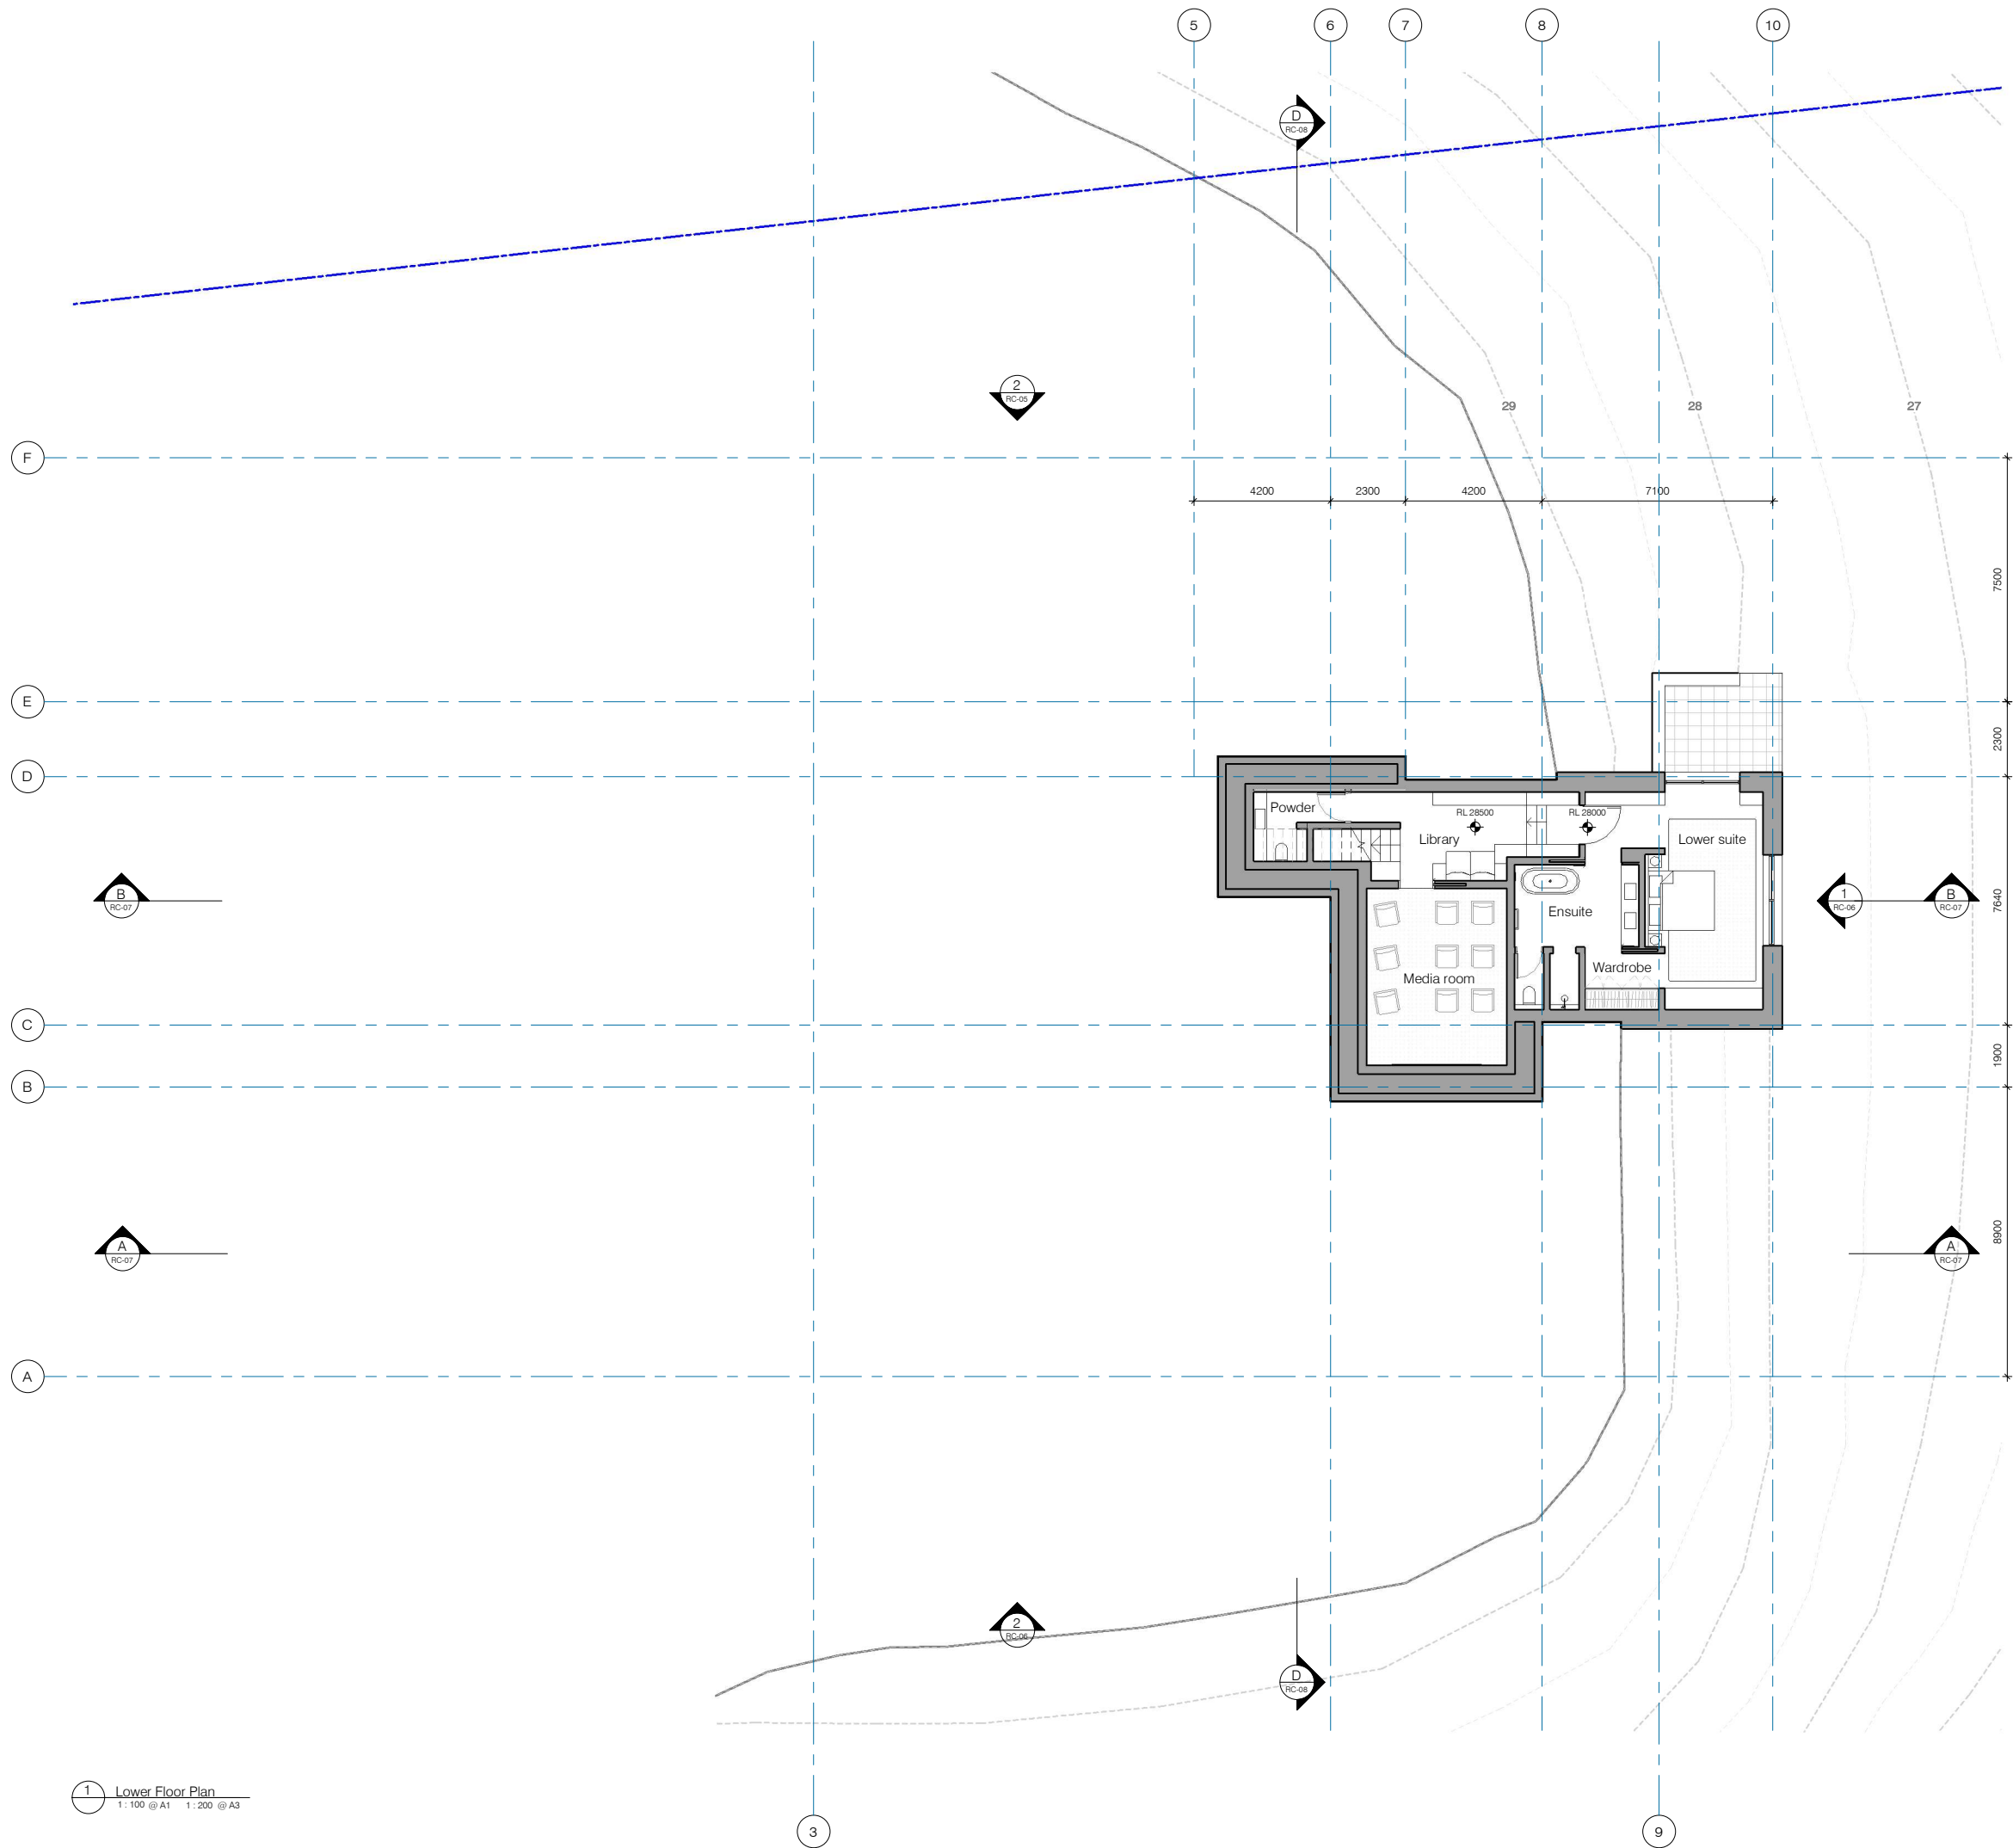 5
6
7
8
10
D
RC-08
2
RC-05
29
28
27
F
4200
2300
4200
7100
7500
E
2300
D
Powder
RL 28500
RL 28000
Library
Lower suite
B
RC-07
1
RC-06
B
RC-07
7640
Ensuite
Wardrobe
Media room
C
1900
B
A
RC-07
8900
A
RC-07
A
2
RC-06
D
RC-08
1
Lower Floor Plan
1 : 100 @ A1 1 : 200 @ A3
3
9